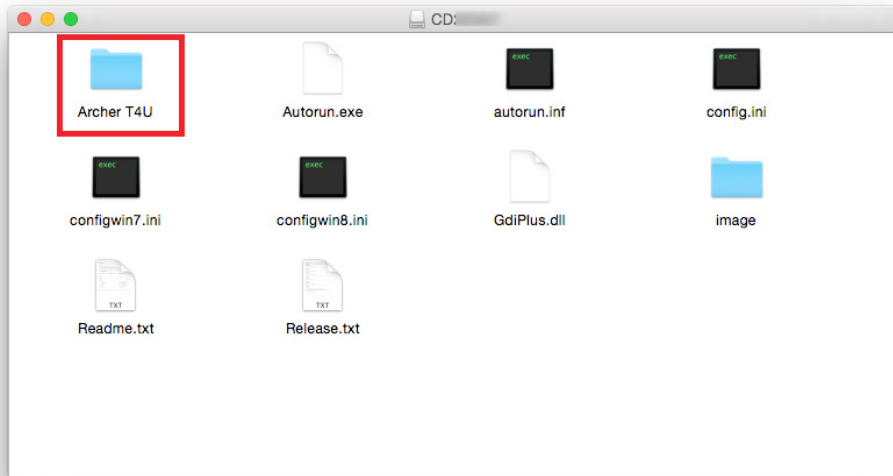 CD
Archer T4U
Autorun.exe
exec
autorun.inf
exec
config.ini
exec
configwin7.ini
exec
configwin8.ini
GdiPlus.dll
image
TXT
Readme.txt
TXT
Release.txt